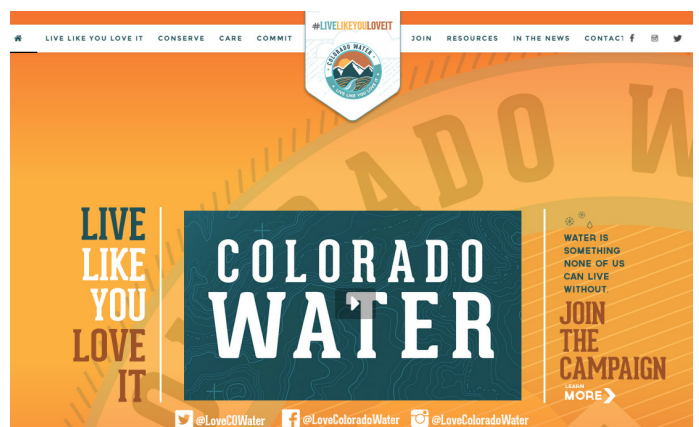 #LIVELIKEYOULOVEIT
LIVE LIKE YOU LOVE IT CONSERVE CARE COMMIT
JOIN RESOURCES IN THE NEWS CONTACT
COLORADO WATER
LIVE LIKE YOU LOVE IT
ADO W
LIVE
LIKE
YOU
LOVE
IT
COLORADO
WATER
WATER IS
SOMETHING
NONE OF US
CAN LIVE
WITHOUT.
JOIN
THE
CAMPAIGN
LEARN
MORE
@LoveCOWater @LoveColoradoWater @LoveColoradoWater